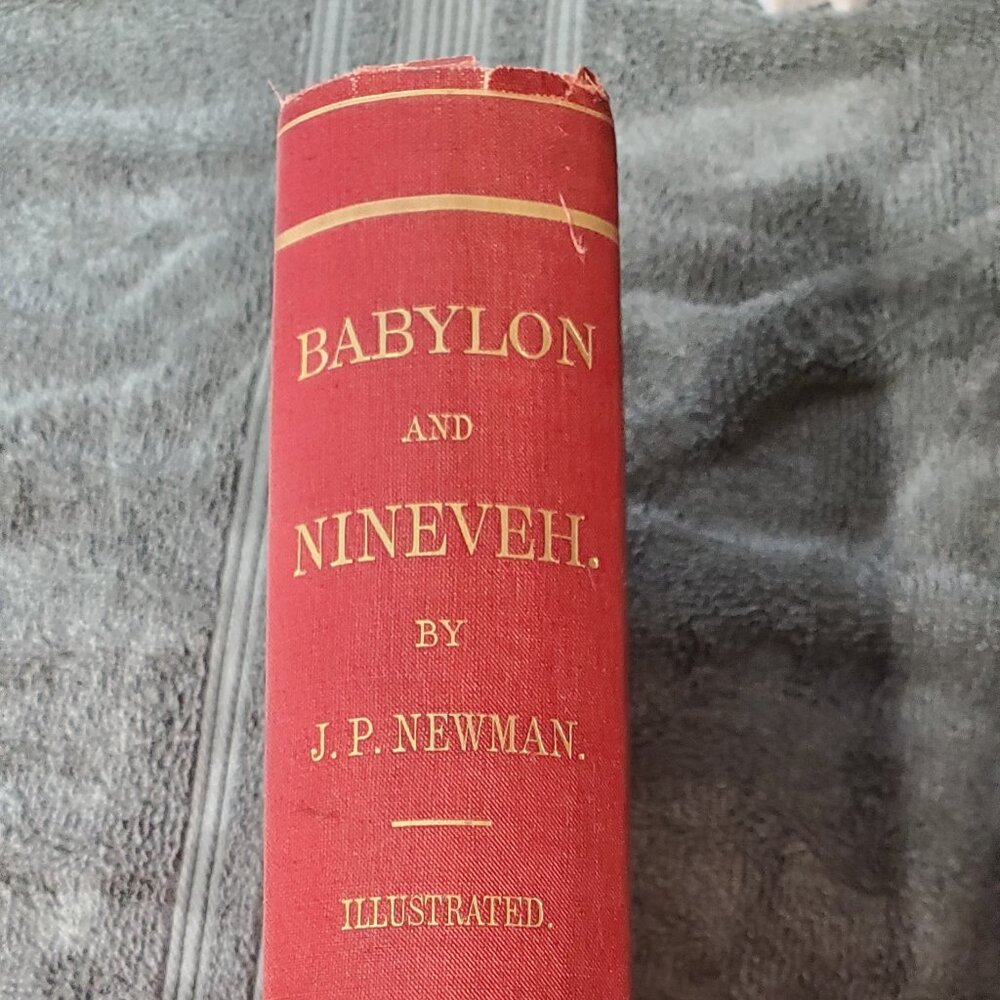 BABYLON
AND
NINEVEH.
BY
J. P. NEWMAN.
ILLUSTRATED.